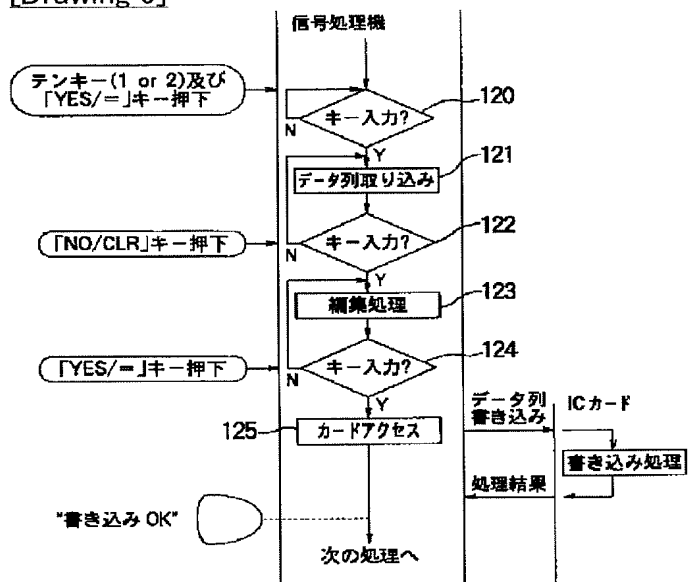 信号処理機
テンキー(1 or 2)及び
「YES/=」キー押下
キー入力?
120
N
Y
121
データ列取り込み
122
「NO/CLR」キー押下
キー入力?
N
Y
123
編集処理
124
「YES/=」キー押下
キー入力?
N
Y
データ列
書き込み
ICカード
125
カードアクセス
書き込み処理
処理結果
"書き込みOK"
次の処理へ